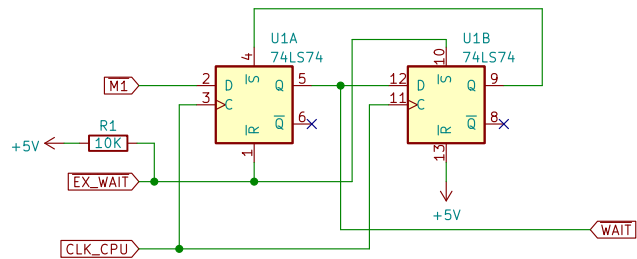 U1A
74LS74
4
S
M1
2
D
Q
5
3
C
R
Q
6
1
U1B
74LS74
10
S
12
D
Q
9
11
C
R
Q
8
13
+5V
R1
10K
+5V
EX_WAIT
WAIT
CLK_CPU